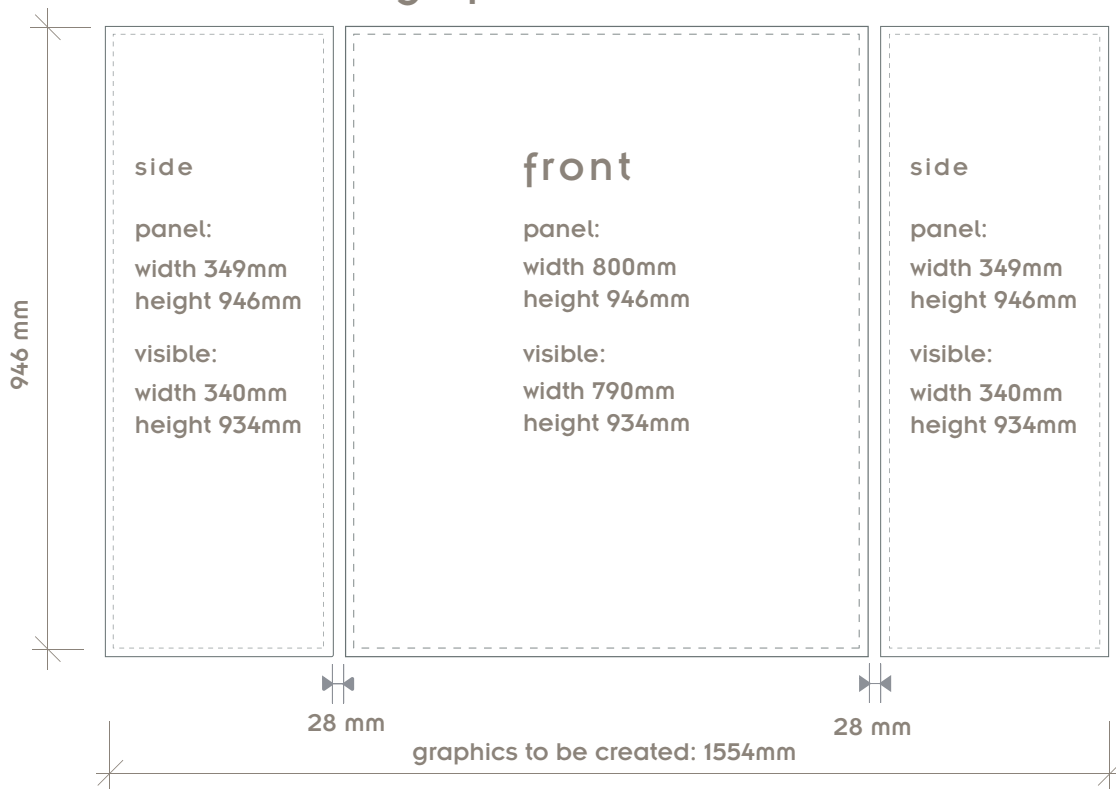 side
panel:
width 349mm
height 946mm
visible:
width 340mm
height 934mm
front
panel:
width 800mm
height 946mm
visible:
width 790mm
height 934mm
side
panel:
width 349mm
height 946mm
visible:
width 340mm
height 934mm
946 mm
28 mm
28 mm
graphics to be created: 1554mm